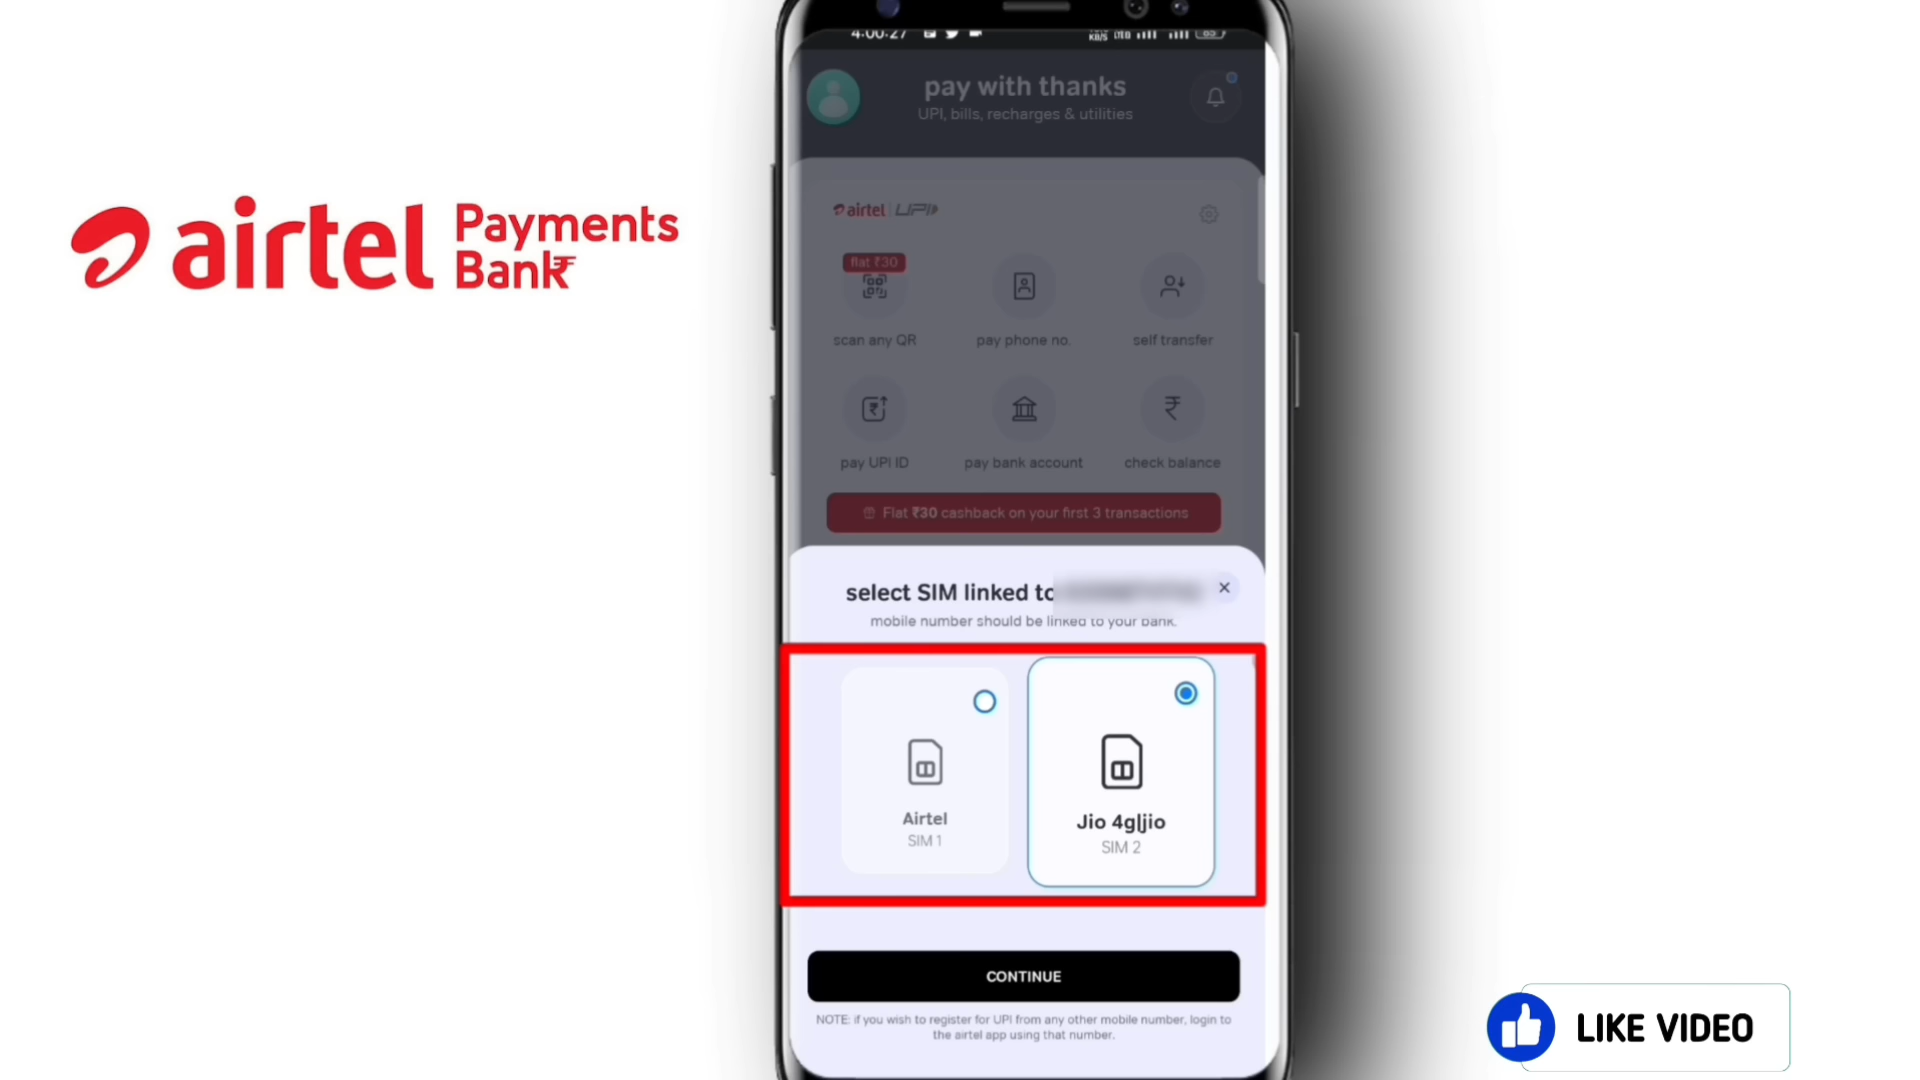 airtel Payments Bank
4:00:27
KB/S
pay with thanks
UPI, bills, recharges & utilities
airtel | UPI
flat ₹30
scan any QR
pay phone no.
self transfer
pay UPI ID
pay bank account
check balance
Flat ₹30 cashback on your first 3 transactions
select SIM linked to
mobile number should be linked to your bank.
Airtel
SIM 1
Jio 4g|jio
SIM 2
CONTINUE
NOTE: if you wish to register for UPI from any other mobile number, login to
the airtel app using that number.
LIKE VIDEO